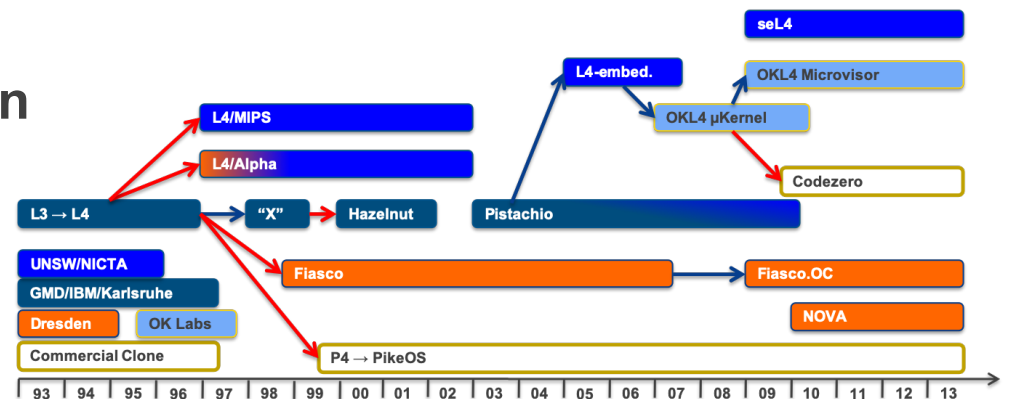 n
seL4
L4-embed.
OKL4 Microvisor
L4/MIPS
OKL4 µKernel
L4/Alpha
Codezero
L3 → L4
“X”
Hazelnut
Pistachio
UNSW/NICTA
Fiasco
Fiasco.OC
GMD/IBM/Karlsruhe
Dresden
OK Labs
NOVA
Commercial Clone
P4 → PikeOS
93 94 95 96 97 98 99 00 01 02 03 04 05 06 07 08 09 10 11 12 13